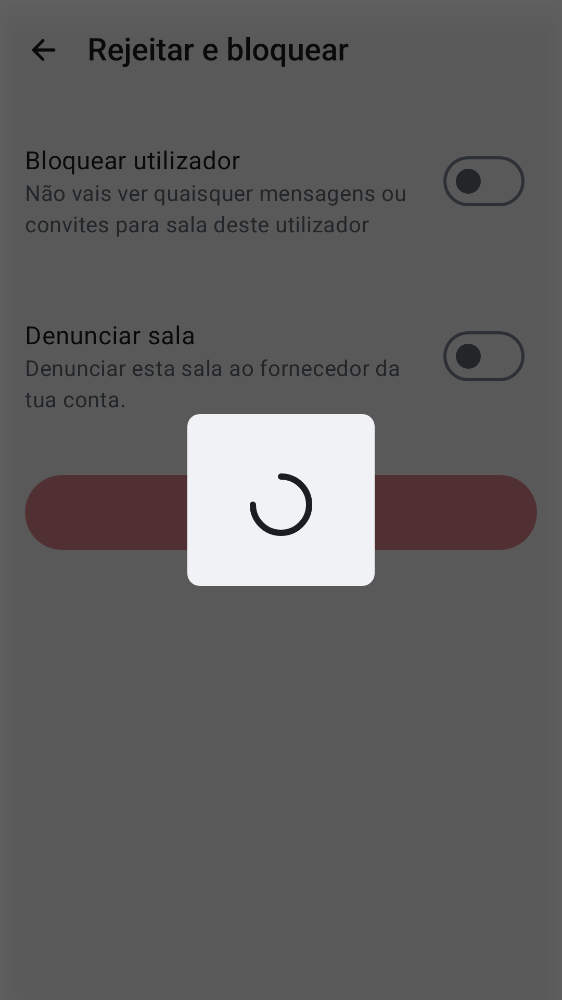 Rejeitar e bloquear
Bloquear utilizador
Não vais ver quaisquer mensagens ou
convites para sala deste utilizador
Denunciar sala
Denunciar esta sala ao fornecedor da
tua conta.